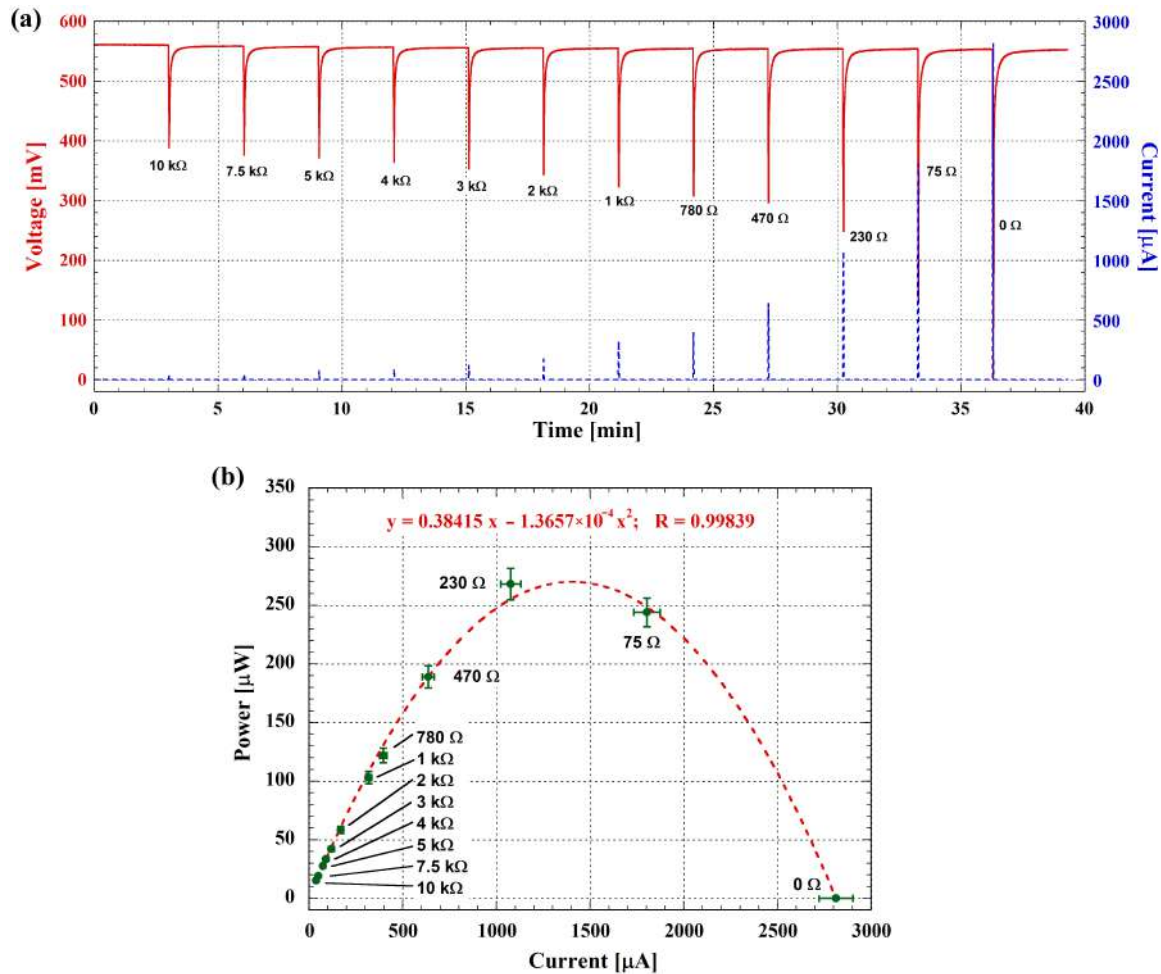 (a)
600
500
400
300
200
100
0
Voltage [mV]
3000
2500
2000
1500
1000
500
0
Current [μA]
10 kΩ
7.5 kΩ
5 kΩ
4 kΩ
3 kΩ
2 kΩ
1 kΩ
780 Ω
470 Ω
230 Ω
75 Ω
0 Ω
0 5 10 15 20 25 30 35 40
Time [min]
(b)
350
300
250
200
150
100
50
0
Power [μW]
y = 0.38415 x − 1.3657×10⁻⁴ x²; R = 0.99839
230 Ω
75 Ω
470 Ω
780 Ω
1 kΩ
2 kΩ
3 kΩ
4 kΩ
5 kΩ
7.5 kΩ
10 kΩ
0 Ω
0 500 1000 1500 2000 2500 3000
Current [μA]